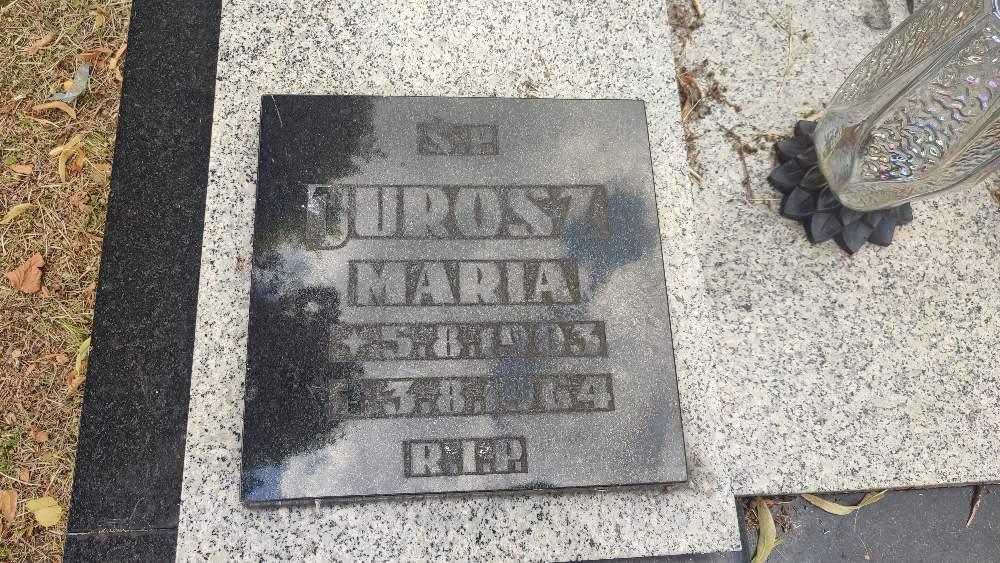 Ś.P.
JUROSZ
MARIA
* 5.8.1903
† 3.8.1964
R.I.P.